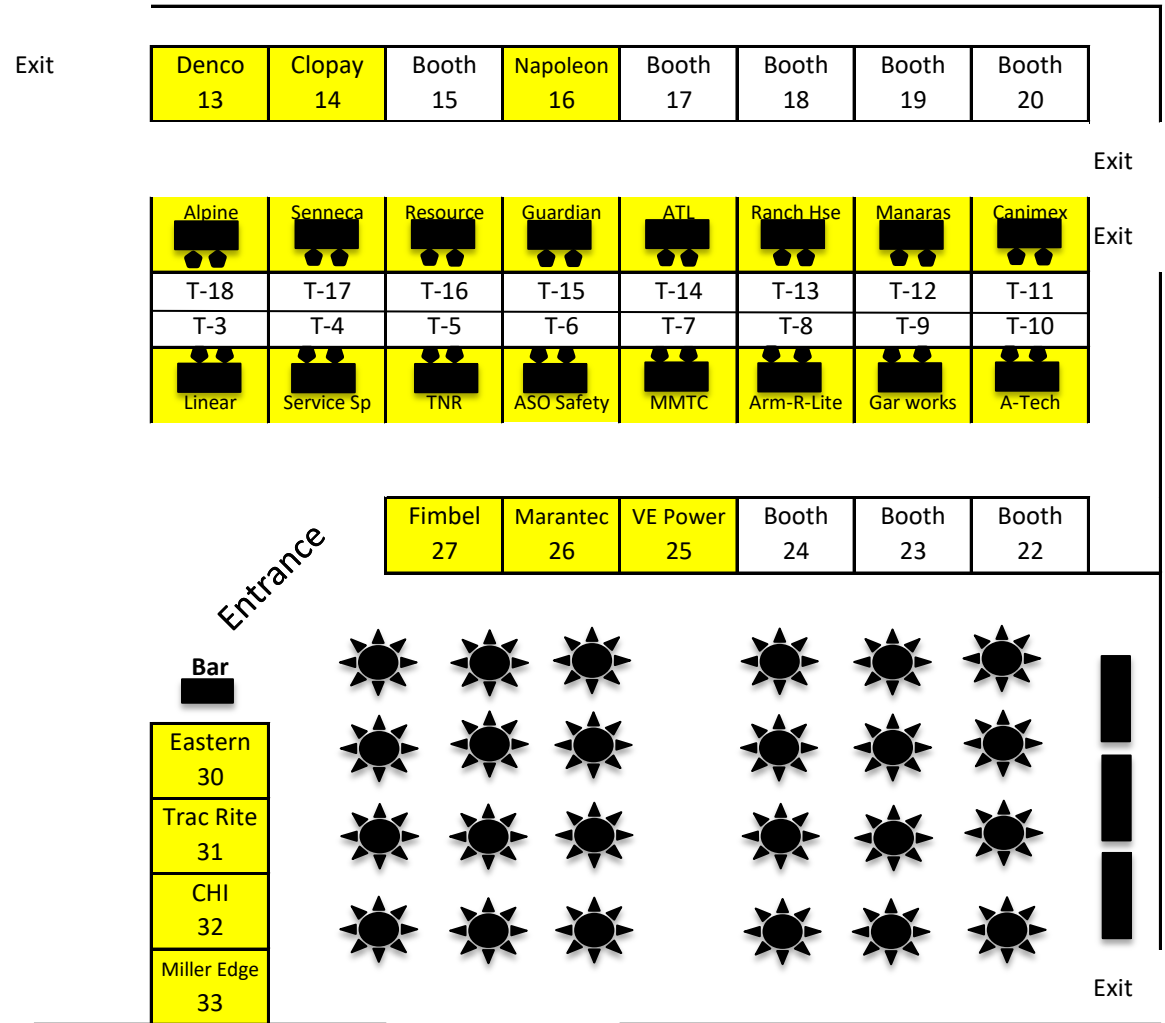 Exit
Denco Clopay Booth Napoleon Booth Booth Booth Booth
13 14 15 16 17 18 19 20
Exit
Alpine Senneca Resource Guardian ATL Ranch Hse Manaras Canimex
Exit
T-18 T-17 T-16 T-15 T-14 T-13 T-12 T-11
T-3 T-4 T-5 T-6 T-7 T-8 T-9 T-10
Linear Service Sp TNR ASO Safety MMTC Arm-R-Lite Gar works A-Tech
Fimbel Marantec VE Power Booth Booth Booth
27 26 25 24 23 22
Entrance
Bar
Eastern
30
Trac Rite
31
CHI
32
Miller Edge
33
Exit